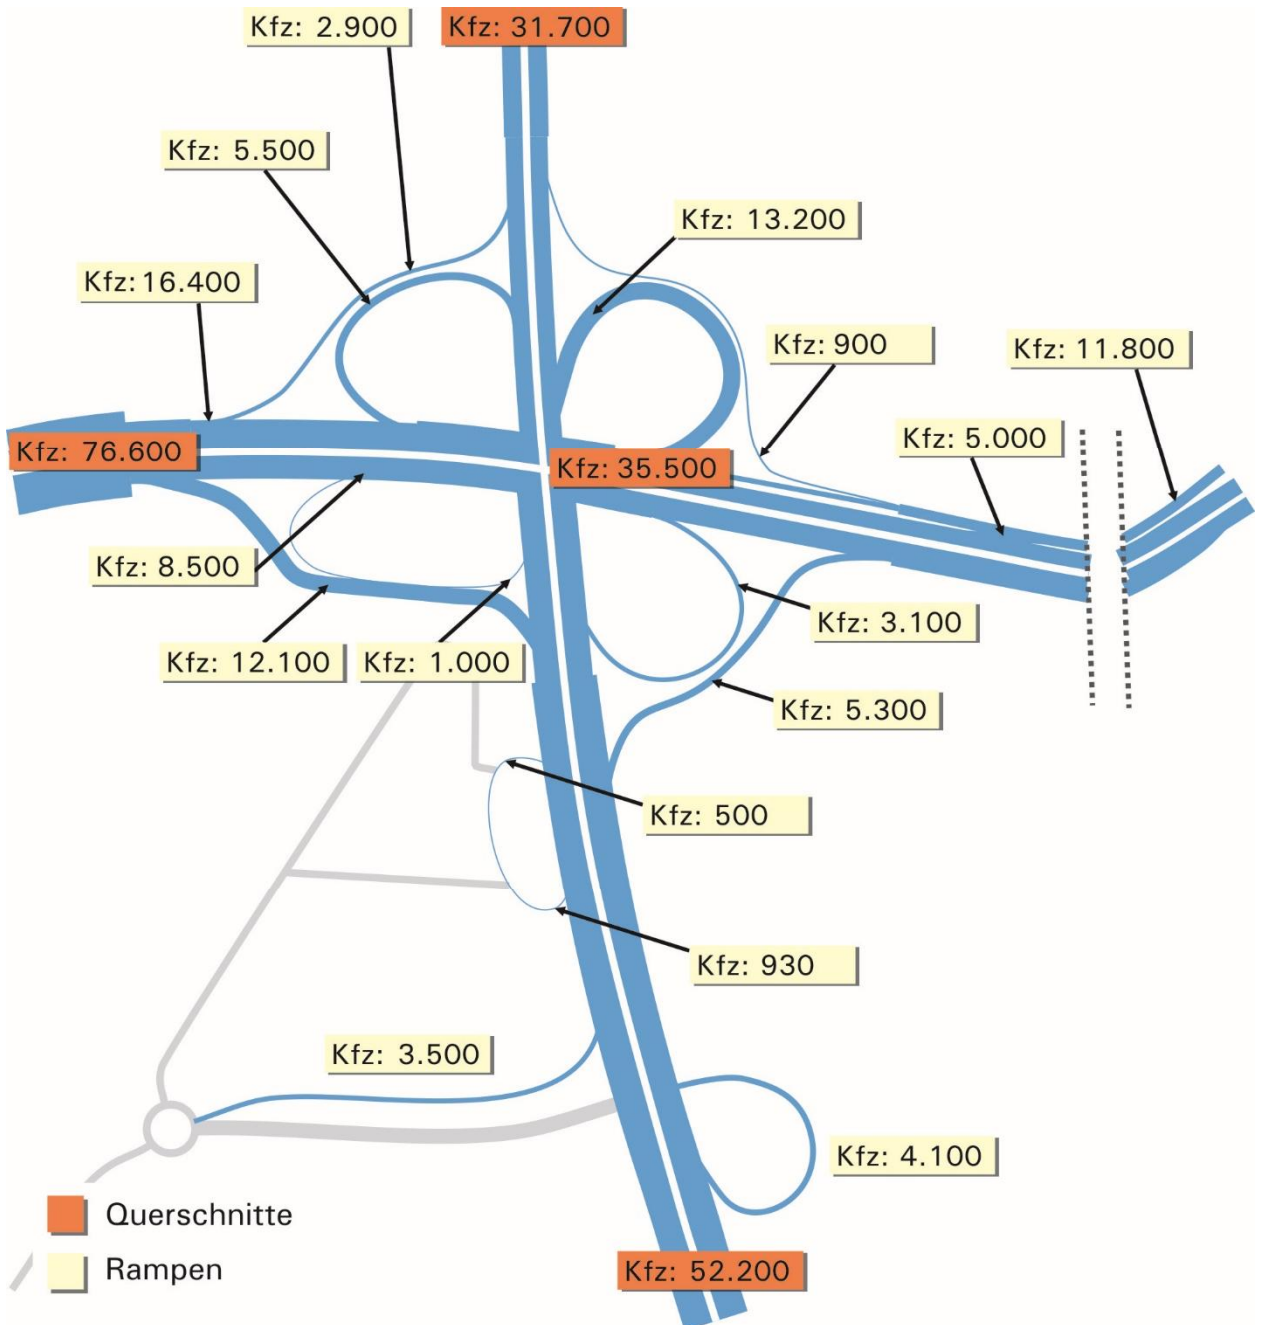 Kfz: 2.900
Kfz: 31.700
Kfz: 5.500
Kfz: 13.200
Kfz:16.400
Kfz: 900
Kfz: 11.800
Kfz: 76.600
Kfz: 35.500
Kfz: 5.000
Kfz: 8.500
Kfz: 3.100
Kfz: 12.100
Kfz: 1.000
Kfz: 5.300
Kfz: 500
Kfz: 930
Kfz: 3.500
Kfz: 4.100
Querschnitte
Rampen
Kfz: 52.200